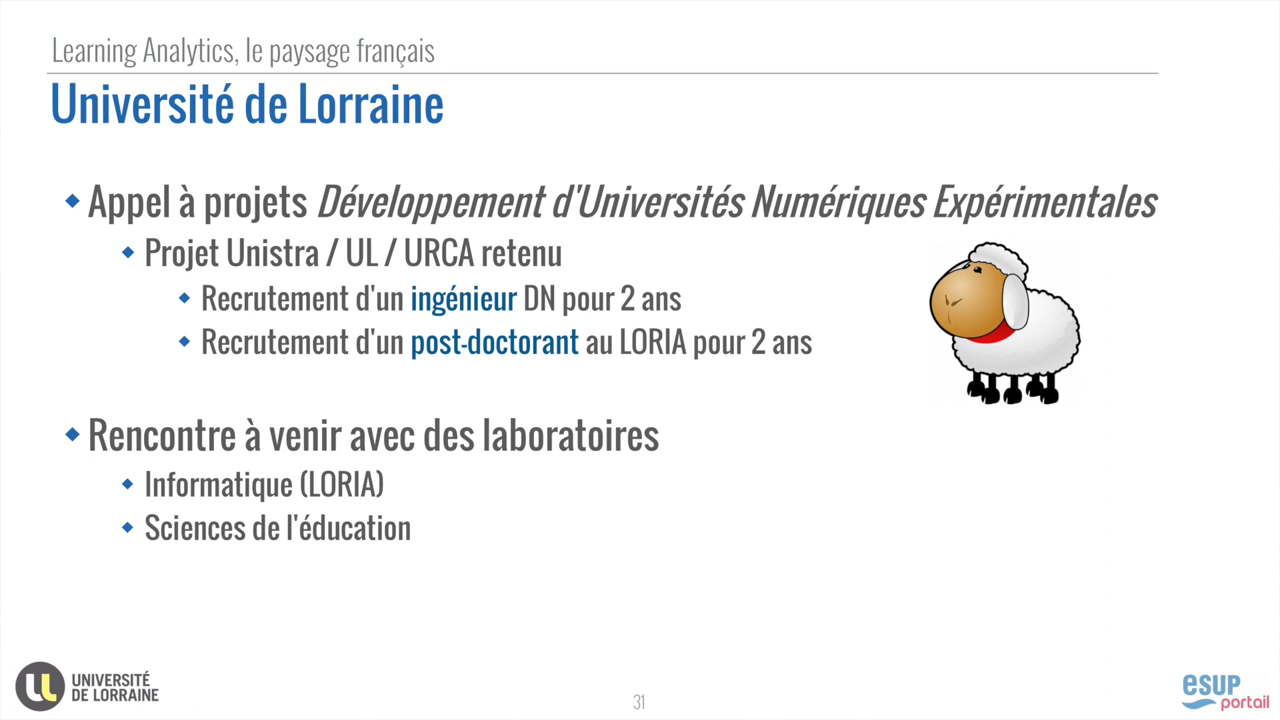 Learning Analytics, le paysage français
Université de Lorraine
Appel à projets Développement d'Universités Numériques Expérimentales
Projet Unistra / UL / URCA retenu
Recrutement d'un ingénieur DN pour 2 ans
Recrutement d'un post-doctorant au LORIA pour 2 ans
Rencontre à venir avec des laboratoires
Informatique (LORIA)
Sciences de l'éducation
UNIVERSITÉ
DE LORRAINE
31
esup
portail